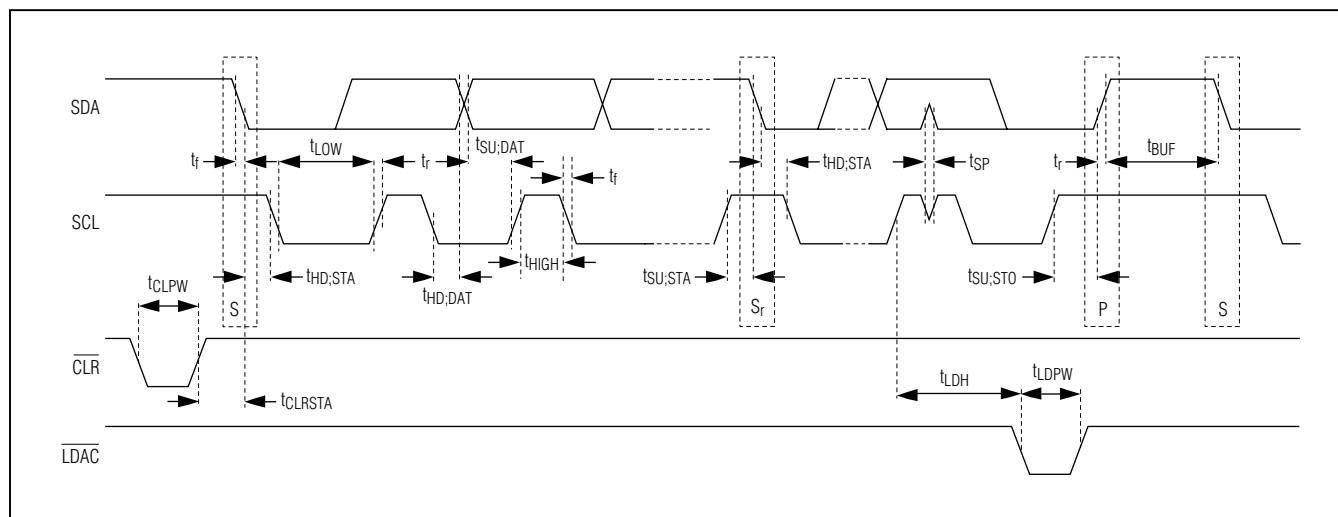 SDA
tf
tLOW
tr
tSU;DAT
tf
tHD;STA
tSP
tr
tBUF
SCL
tCLPW
tHD;STA
tHD;DAT
tHIGH
tSU;STA
tSU;STO
S
Sr
P
S
CLR
tCLRSTA
tLDH
tLDPW
LDAC